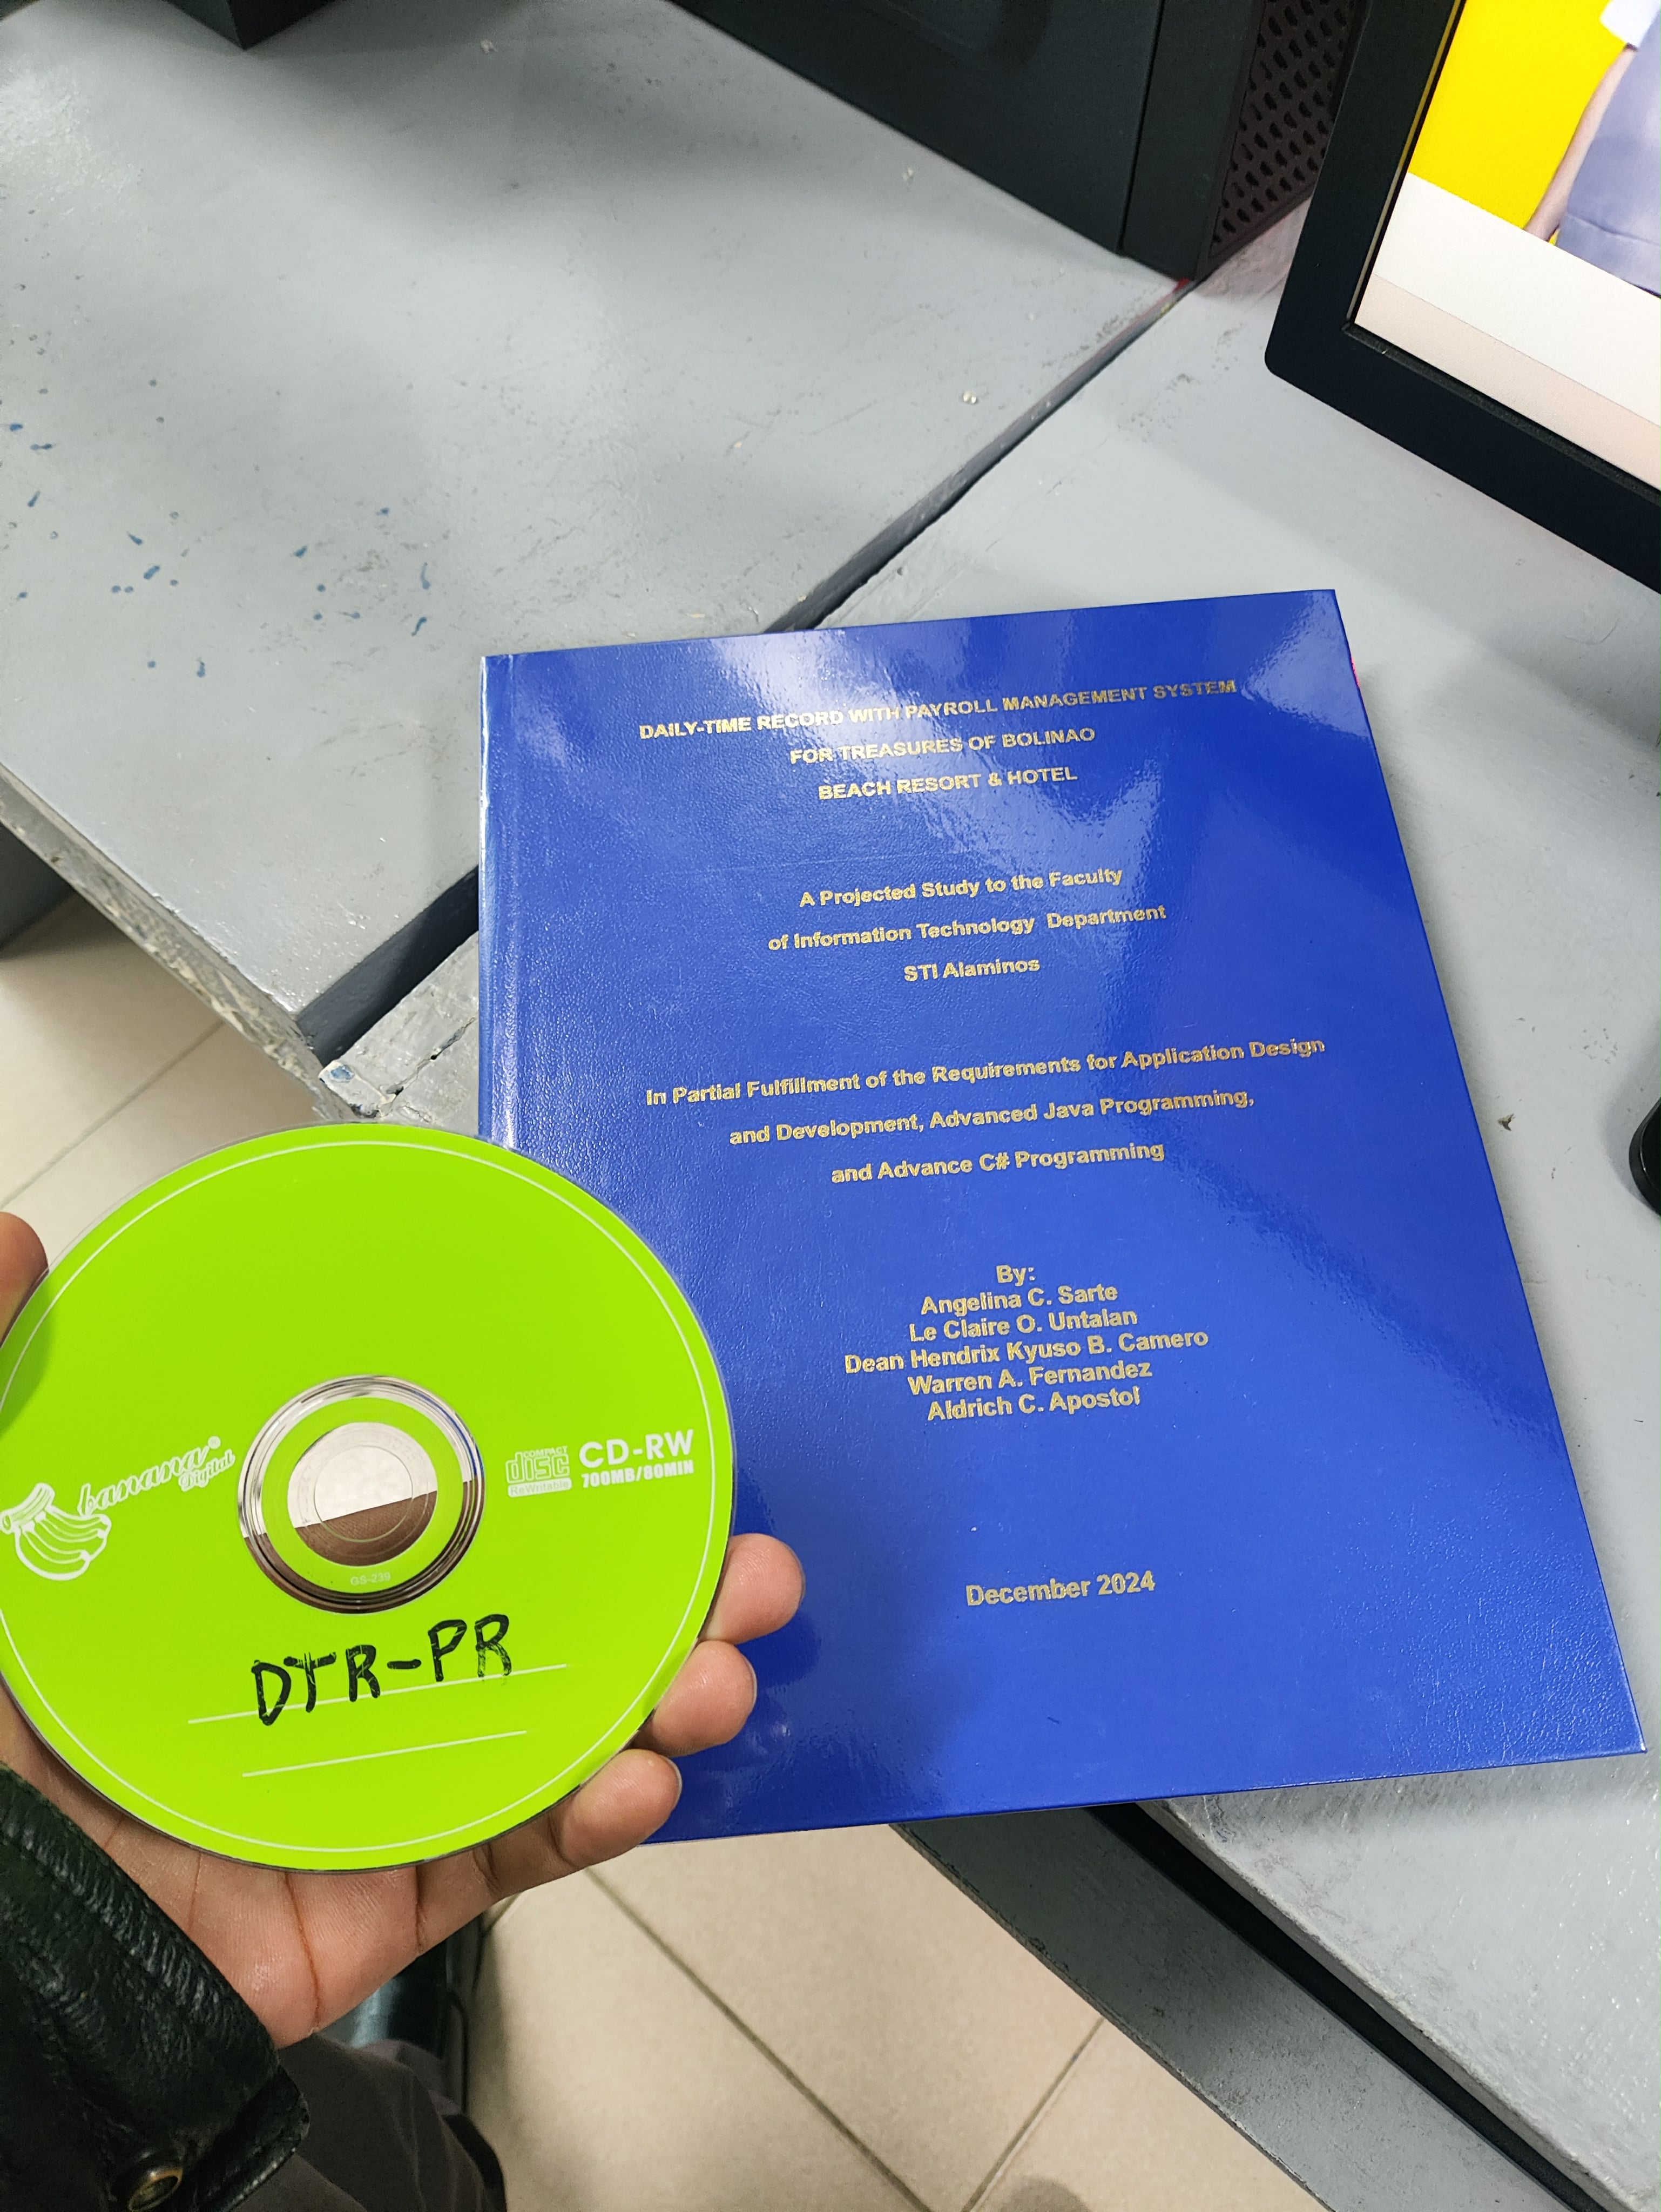 DAILY-TIME RECORD WITH PAYROLL MANAGEMENT SYSTEM
FOR TREASURES OF BOLINAO
BEACH RESORT & HOTEL
A Projected Study to the Faculty
of Information Technology Department
STI Alaminos
In Partial Fulfillment of the Requirements for Application Design
and Development, Advanced Java Programming,
and Advance C# Programming
By:
Angelina C. Sarte
Le Claire O. Untalan
Dean Hendrix Kyuso B. Camero
Warren A. Fernandez
Aldrich C. Apostol
December 2024
banana®
Digital
COMPACT
disc
ReWritable
CD-RW
700MB/80MIN
GS-239
DTR-PR